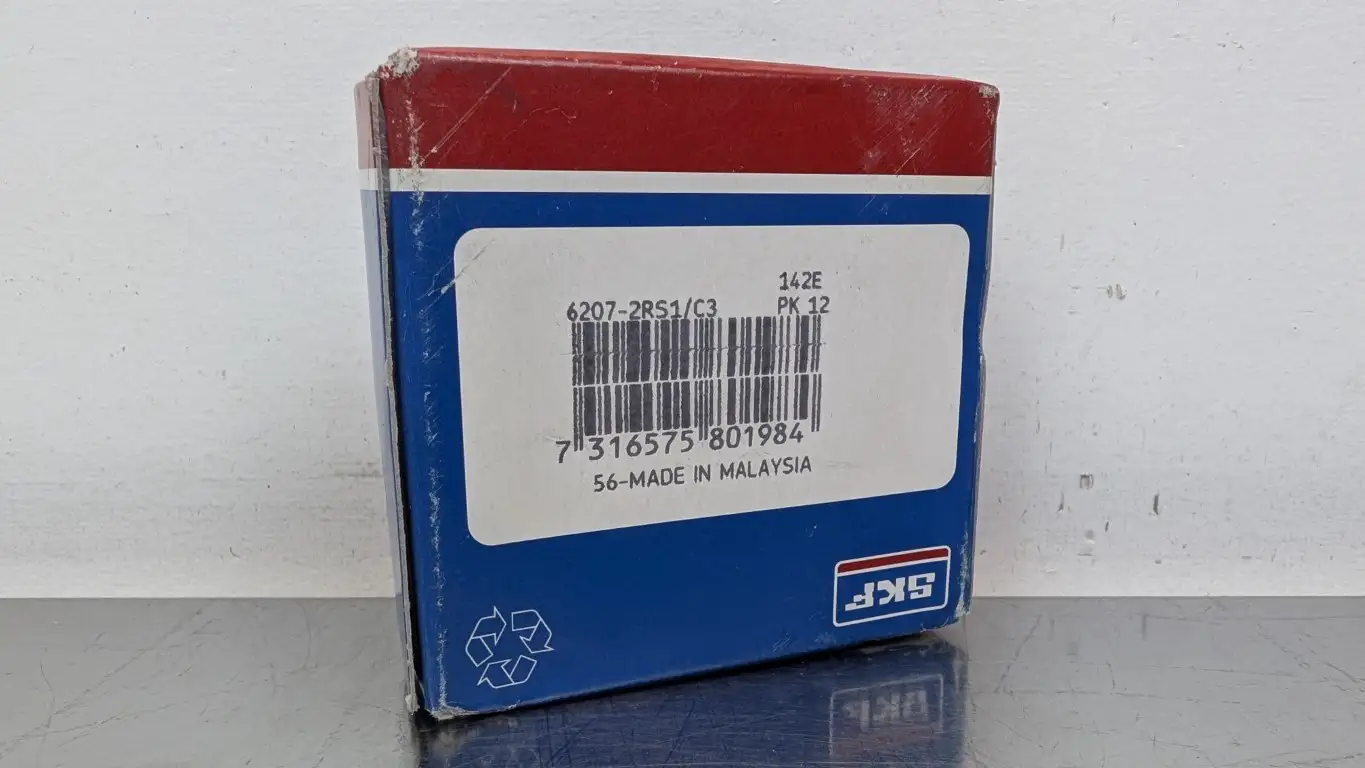 142E
6207-2RS1/C3 PK 12
7 316575 801984
56-MADE IN MALAYSIA
SKF